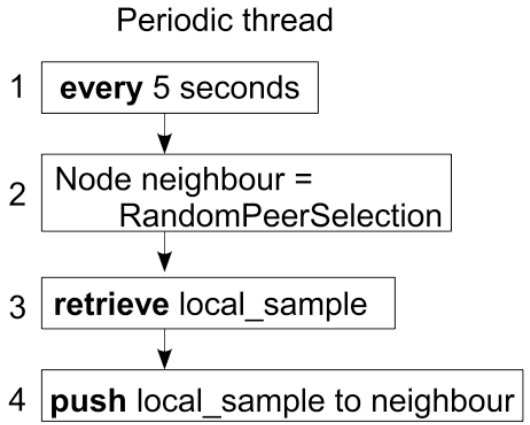 Periodic thread
1 every 5 seconds
2 Node neighbour =
RandomPeerSelection
3 retrieve local_sample
4 push local_sample to neighbour